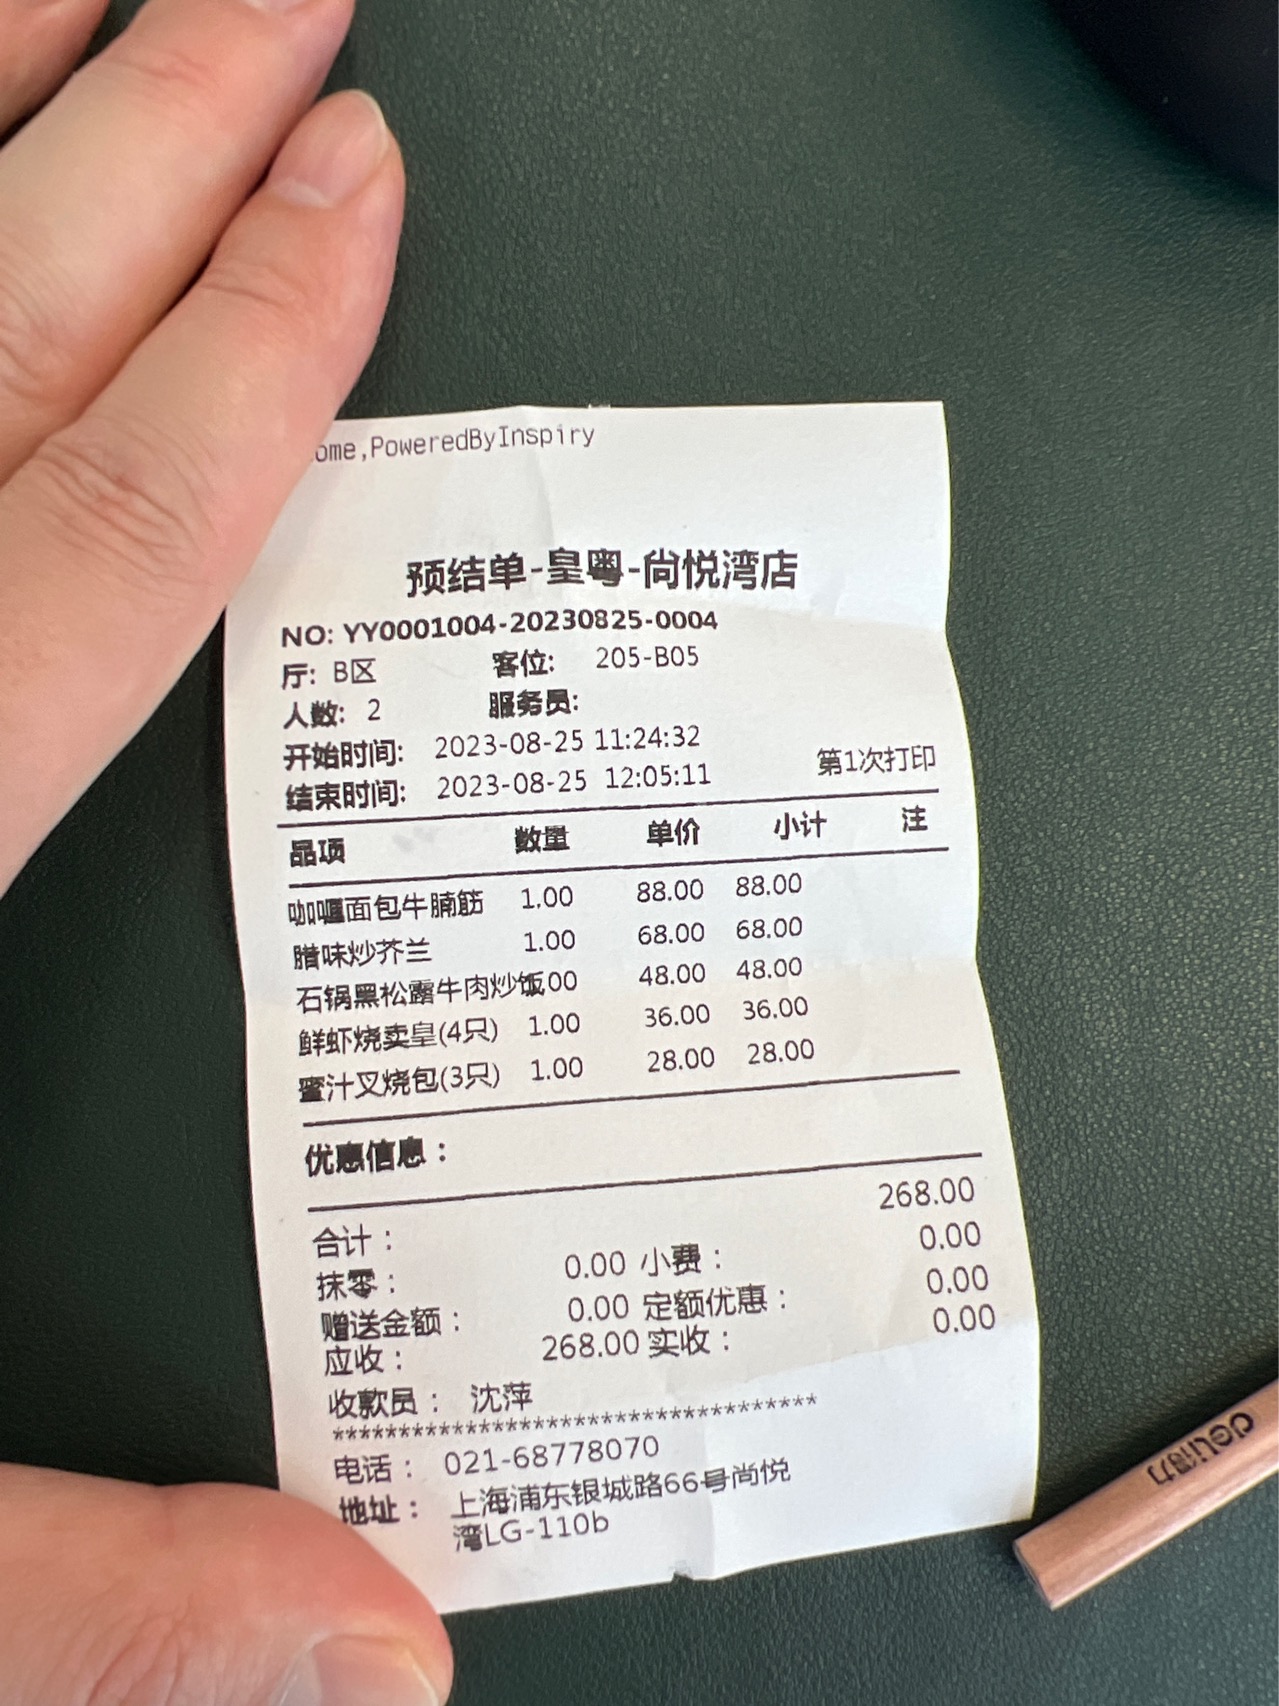 ome,PoweredByInspiry
预结单-皇粤-尚悦湾店
NO: YY0001004-20230825-0004
厅: B区 客位: 205-B05
人数: 2 服务员:
开始时间: 2023-08-25 11:24:32
结束时间: 2023-08-25 12:05:11 第1次打印
品项 数量 单价 小计 注
咖喱面包牛腩筋 1.00 88.00 88.00
腊味炒芥兰 1.00 68.00 68.00
石锅黑松露牛肉炒饭 .00 48.00 48.00
鲜虾烧卖皇(4只) 1.00 36.00 36.00
蜜汁叉烧包(3只) 1.00 28.00 28.00
优惠信息：
合计： 268.00
抹零： 0.00 小费： 0.00
赠送金额： 0.00 定额优惠： 0.00
应收： 268.00 实收： 0.00
收款员： 沈萍
*************************************
电话： 021-68778070
地址： 上海浦东银城路66号尚悦
湾LG-110b
deli得力